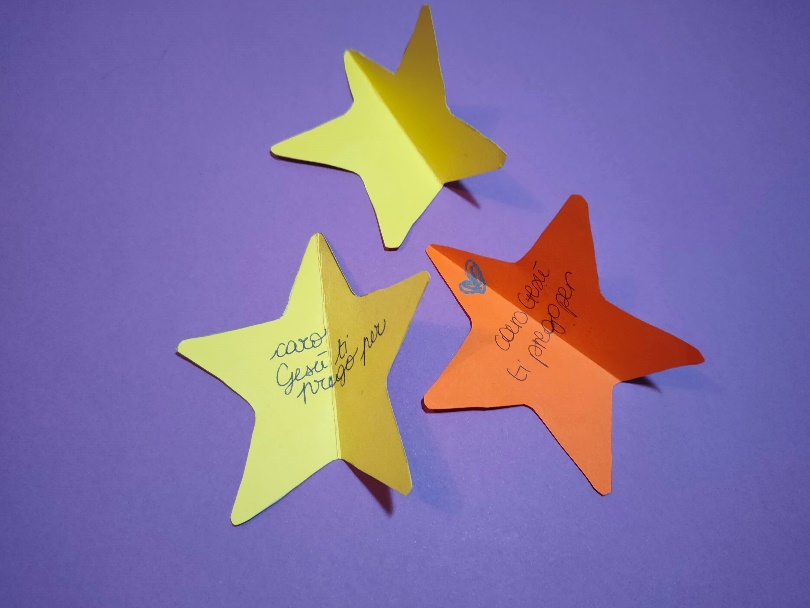 caro
Gesù ti
prego per
caro Gesù
ti prego per